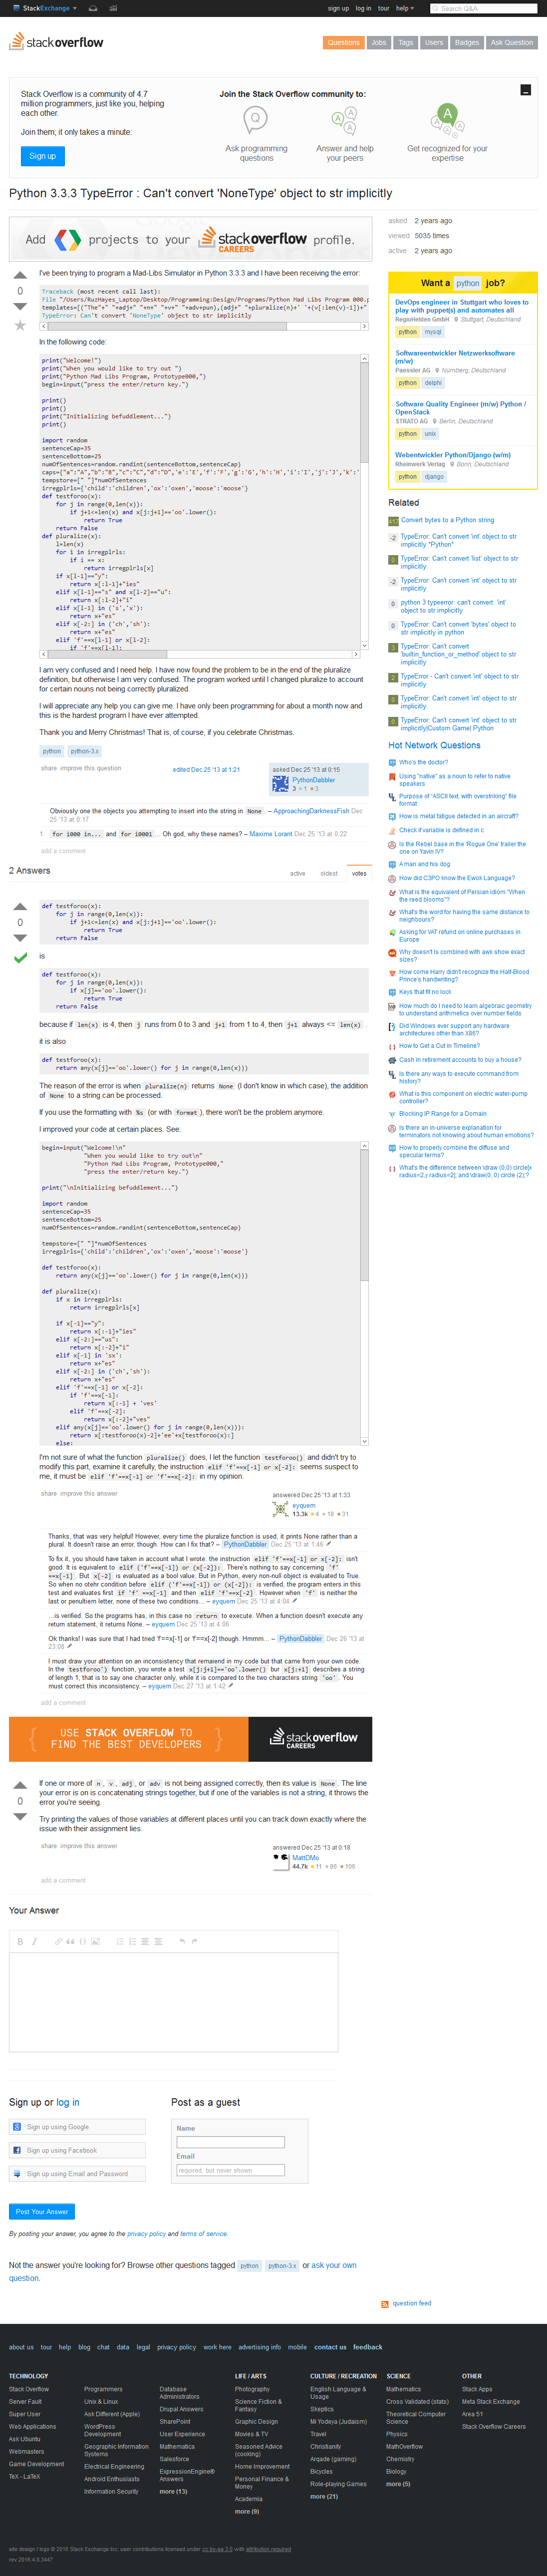 StackExchange
sign up log in tour help
Search Q&A
stackoverflow
Questions Jobs Tags Users Badges Ask Question
Stack Overflow is a community of 4.7
million programmers, just like you, helping
each other.
Join them; it only takes a minute:
Sign up
Join the Stack Overflow community to:
Ask programming
questions
Answer and help
your peers
Get recognized for your
expertise
Python 3.3.3 TypeError : Can't convert 'NoneType' object to str implicitly
Add projects to your stackoverflow CAREERS profile.
asked 2 years ago
viewed 5035 times
active 2 years ago
0
I've been trying to program a Mad-Libs Simulator in Python 3.3.3 and I have been receiving the error:
Traceback (most recent call last):
File "/Users/RuzHayes_Laptop/Desktop/Programming:Design/Programs/Python Mad Libs Program 000.p
templates=[("The"+" "+adj+" "+n+" "+v+" "+adv+pun),(adj+" "+pluralize(n)+' '+(v[:len(v)-1])+"
TypeError: Can't convert 'NoneType' object to str implicitly
In the following code:
print("Welcome!")
print("When you would like to try out ")
print("Python Mad Libs Program, Prototype000,")
begin=input("press the enter/return key.")
print()
print()
print("Initializing befuddlement...")
print()
import random
sentenceCap=35
sentenceBottom=25
numOfSentences=random.randint(sentenceBottom,sentenceCap)
caps={"a":"A","b":"B","c":"C","d":"D",'e':'E','f':'F','g':'G','h':'H','i':'I','j':'J','k':'
tempstore=[" "]*numOfSentences
irregplrls={'child':'children','ox':'oxen','moose':'moose'}
def testforoo(x):
for j in range(0,len(x)):
if j+1<=len(x) and x[j:j+1]=='oo'.lower():
return True
return False
def pluralize(x):
l=len(x)
for i in irregplrls:
if i == x:
return irregplrls[x]
if x[l-1]=="y":
return x[:l-1]+"ies"
elif x[l-1]=="s" and x[l-2]=="u":
return x[:l-2]+"i"
elif x[l-1] in ('s','x'):
return x+"es"
elif x[-2:] in ('ch','sh'):
return x+"es"
elif 'f'==x[l-1] or x[l-2]:
if 'f'==x[l-1]:
I am very confused and I need help. I have now found the problem to be in the end of the pluralize
definition, but otherwise I am very confused. The program worked until I changed pluralize to account
for certain nouns not being correctly pluralized.
I will appreciate any help you can give me. I have only been programming for about a month now and
this is the hardest program I have ever attempted.
Thank you and Merry Christmas! That is, of course, if you celebrate Christmas.
python python-3.x
share improve this question
edited Dec 25 '13 at 1:21
asked Dec 25 '13 at 0:15
PythonDabbler
3 1 3
Obviously one of the objects you attempting to insert into the string in None. – ApproachingDarknessFish Dec
25 '13 at 0:17
1 for i000 in... and for i0001... Oh god, why these names? – Maxime Lorant Dec 25 '13 at 0:22
add a comment
2 Answers
active oldest votes
0
def testforoo(x):
for j in range(0,len(x)):
if j+1<=len(x) and x[j:j+1]=='oo'.lower():
return True
return False
is
def testforoo(x):
for j in range(0,len(x)):
if x[j]=='oo'.lower():
return True
return False
because if len(x) is 4, then j runs from 0 to 3 and j+1 from 1 to 4, then j+1 always <= len(x) .
it is also
def testforoo(x):
return any(x[j]=='oo'.lower() for j in range(0,len(x)))
The reason of the error is when pluralize(n) returns None (I don't know in which case), the addition
of None to a string can be processed.
If you use the formatting with %s (or with format), there won't be the problem anymore.
I improved your code at certain places. See:
begin=input("Welcome!\n"
"When you would like to try out\n"
"Python Mad Libs Program, Prototype000,"
"press the enter/return key.")
print("\nInitializing befuddlement...")
import random
sentenceCap=35
sentenceBottom=25
numOfSentences=random.randint(sentenceBottom,sentenceCap)
tempstore=[" "]*numOfSentences
irregplrls={'child':'children','ox':'oxen','moose':'moose'}
def testforoo(x):
return any(x[j]=='oo'.lower() for j in range(0,len(x)))
def pluralize(x):
if x in irregplrls:
return irregplrls[x]
if x[-1]=="y":
return x[:-1]+"ies"
elif x[-2:]=="us":
return x[:-2]+"i"
elif x[-1] in 'sx':
return x+"es"
elif x[-2:] in ('ch','sh'):
return x+"es"
elif 'f'==x[-1] or x[-2]:
if 'f'==x[-1]:
return x[:-1] + 'ves'
elif 'f'==x[-2]:
return x[:-2]+"ves"
elif any(x[j]=='oo'.lower() for j in range(0,len(x))):
return x[:testforoo(x)-2]+'ee'+x[testforoo(x):]
else:
I'm not sure of what the function pluralize() does, I let the function testforoo() and didn't try to
modify this part, examine it carefully, the instruction elif 'f'==x[-1] or x[-2]: seems suspect to
me, it must be elif 'f'==x[-1] or 'f'==x[-2]: in my opinion.
share improve this answer
answered Dec 25 '13 at 1:33
eyquem
13.3k 4 18 31
Thanks, that was very helpful! However, every time the pluralize function is used, it prints None rather than a
plural. It doesn't raise an error, though. How can I fix that? – PythonDabbler Dec 25 '13 at 1:46
To fix it, you should have taken in account what I wrote: the instruction elif 'f'==x[-1] or x[-2]: isn't
good. It is equivalent to elif ('f'==x[-1]) or (x[-2]):. There's nothing to say concerning 'f'
==x[-1]. But x[-2] is evaluated as a bool value; But in Python, every non-null object is evaluated to True.
So when no otehr condition before elif ('f'==x[-1]) or (x[-2]): is verified, the program enters in this
test and evaluates first if 'f' ==x[-1] and then elif 'f'==x[-2]. However when 'f' is neither the
last or penultiem letter, none of these two conditions... – eyquem Dec 25 '13 at 4:04
...is verified. So the programs has, in this case no return to execute. When a function doesn't execute any
return statement, it returns None. – eyquem Dec 25 '13 at 4:06
Ok thanks! I was sure that I had tried 'f'==x[-1] or 'f'==x[-2] though. Hmmm... – PythonDabbler Dec 26 '13 at
23:08
I must draw your attention on an inconsistency that remaiend in my code but that came from your own code.
In the testforoo() function, you wrote a test x[j:j+1]=='oo'.lower() bur x[j:i+1] describes a string
of length 1, that is to say one character only, while it is compared to the two characters string 'oo'. You
must correct this inconsistency. – eyquem Dec 27 '13 at 1:42
add a comment
USE STACK OVERFLOW TO
FIND THE BEST DEVELOPERS
stackoverflow
CAREERS
0
If one or more of n, v, adj, or adv is not being assigned correctly, then its value is None. The line
your error is on is concatenating strings together, but if one of the variables is not a string, it throws the
error you're seeing.
Try printing the values of those variables at different places until you can track down exactly where the
issue with their assignment lies.
share improve this answer
answered Dec 25 '13 at 0:18
MattDMo
44.7k 11 86 106
add a comment
Your Answer
Sign up or log in
Sign up using Google
Sign up using Facebook
Sign up using Email and Password
Post as a guest
Name
Email
required, but never shown
Post Your Answer
By posting your answer, you agree to the privacy policy and terms of service.
Not the answer you're looking for? Browse other questions tagged python python-3.x or ask your own
question.
Want a python job?
DevOps engineer in Stuttgart who loves to
play with puppet(s) and automates all
RegioHelden GmbH Stuttgart, Deutschland
python mysql
Softwareentwickler Netzwerksoftware
(m/w)
Paessler AG Nürnberg, Deutschland
python delphi
Software Quality Engineer (m/w) Python /
OpenStack
STRATO AG Berlin, Deutschland
python unix
Webentwickler Python/Django (w/m)
Rheinwerk Verlag Bonn, Deutschland
python django
Related
417 Convert bytes to a Python string
-2 TypeError: Can't convert 'int' object to str
implicitly *Python*
TypeError: Can't convert 'list' object to str
implicitly
-2 TypeError: Can't convert 'int' object to str
implicitly
0 python 3 typeerror: can't convert, 'int'
object to str implicitly
0 TypeError: Can't convert 'bytes' object to
str implicitly in python
TypeError: Can't convert
'builtin_function_or_method' object to str
implicitly
TypeError - Can't convert 'int' object to str
implicitly
TypeError: Can't convert 'int' object to str
implicitly
TypeError: Can't convert 'int' object to str
implicitly|Custom Game| Python
Hot Network Questions
Who's the doctor?
Using "native" as a noun to refer to native
speakers
Purpose of "ASCII text, with overstriking" file
format
How is metal fatigue detected in an aircraft?
Check if variable is defined in c
Is the Rebel base in the 'Rogue One' trailer the
one on Yavin IV?
A man and his dog
How did C3PO know the Ewok Language?
What is the equivalent of Persian idiom "When
the reed blooms"?
What's the word for having the same distance to
neighbours?
Asking for VAT refund on online purchases in
Europe
Why doesn't ls combined with awk show exact
sizes?
How come Harry didn't recognize the Half-Blood
Prince's handwriting?
Keys that fit no lock
How much do I need to learn algebraic geometry
to understand arithmetics over number fields
Did Windows ever support any hardware
architectures other than X86?
How to Get a Cut in Timeline?
Cash in retirement accounts to buy a house?
Is there any ways to execute command from
history?
What is this component on electric water-pump
controller?
Blocking IP Range for a Domain
Is there an in-universe explanation for
terminators not knowing about human emotions?
How to properly combine the diffuse and
specular terms?
What's the difference between \draw (0,0) circle[x
radius=2,y radius=2]; and \draw(0, 0) circle (2);?
question feed
about us tour help blog chat data legal privacy policy work here advertising info mobile contact us feedback
TECHNOLOGY
Stack Overflow
Server Fault
Super User
Web Applications
Ask Ubuntu
Webmasters
Game Development
TeX - LaTeX
Programmers
Unix & Linux
Ask Different (Apple)
WordPress
Development
Geographic Information
Systems
Electrical Engineering
Android Enthusiasts
Information Security
Database
Administrators
Drupal Answers
SharePoint
User Experience
Mathematica
Salesforce
ExpressionEngine®
Answers
more (13)
LIFE / ARTS
Photography
Science Fiction &
Fantasy
Graphic Design
Movies & TV
Seasoned Advice
(cooking)
Home Improvement
Personal Finance &
Money
Academia
more (9)
CULTURE / RECREATION
English Language &
Usage
Skeptics
Mi Yodeya (Judaism)
Travel
Christianity
Arqade (gaming)
Bicycles
Role-playing Games
more (21)
SCIENCE
Mathematics
Cross Validated (stats)
Theoretical Computer
Science
Physics
MathOverflow
Chemistry
Biology
more (5)
OTHER
Stack Apps
Meta Stack Exchange
Area 51
Stack Overflow Careers
site design / logo © 2016 Stack Exchange Inc; user contributions licensed under cc by-sa 3.0 with attribution required
rev 2016.4.8.3447